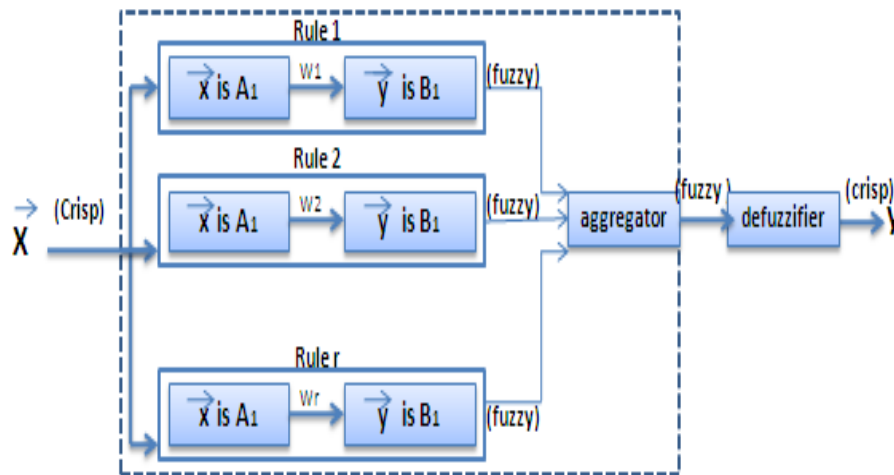 Rule 1
x is A1 W1 y is B1 (fuzzy)
Rule 2
x is A1 W2 y is B1 (fuzzy)
X (Crisp)
aggregator (fuzzy ) defuzzifier (crisp) Y
Rule r
x is A1 Wr y is B1 (fuzzy)